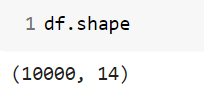 1 df.shape
(10000, 14)